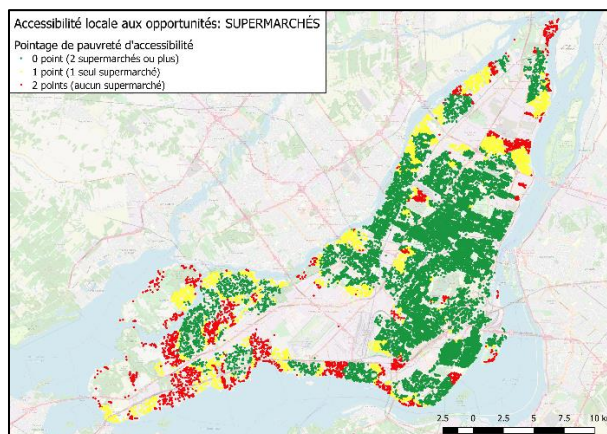 Accessibilité locale aux opportunités: SUPERMARCHÉS
Pointage de pauvreté d'accessibilité
0 point (2 supermarchés ou plus)
1 point (1 seul supermarché)
2 points (aucun supermarché)
2.5 0 2.5 5 7.5 10 km